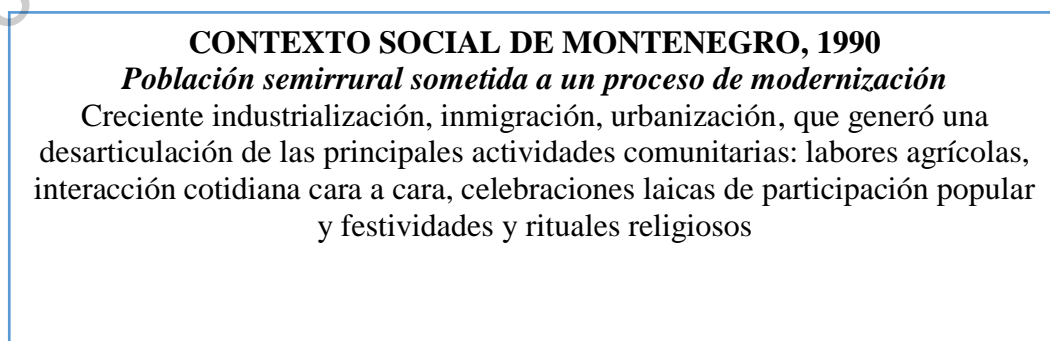 CONTEXTO SOCIAL DE MONTENEGRO, 1990
Población semirrural sometida a un proceso de modernización
Creciente industrialización, inmigración, urbanización, que generó una
desarticulación de las principales actividades comunitarias: labores agrícolas,
interacción cotidiana cara a cara, celebraciones laicas de participación popular
y festividades y rituales religiosos